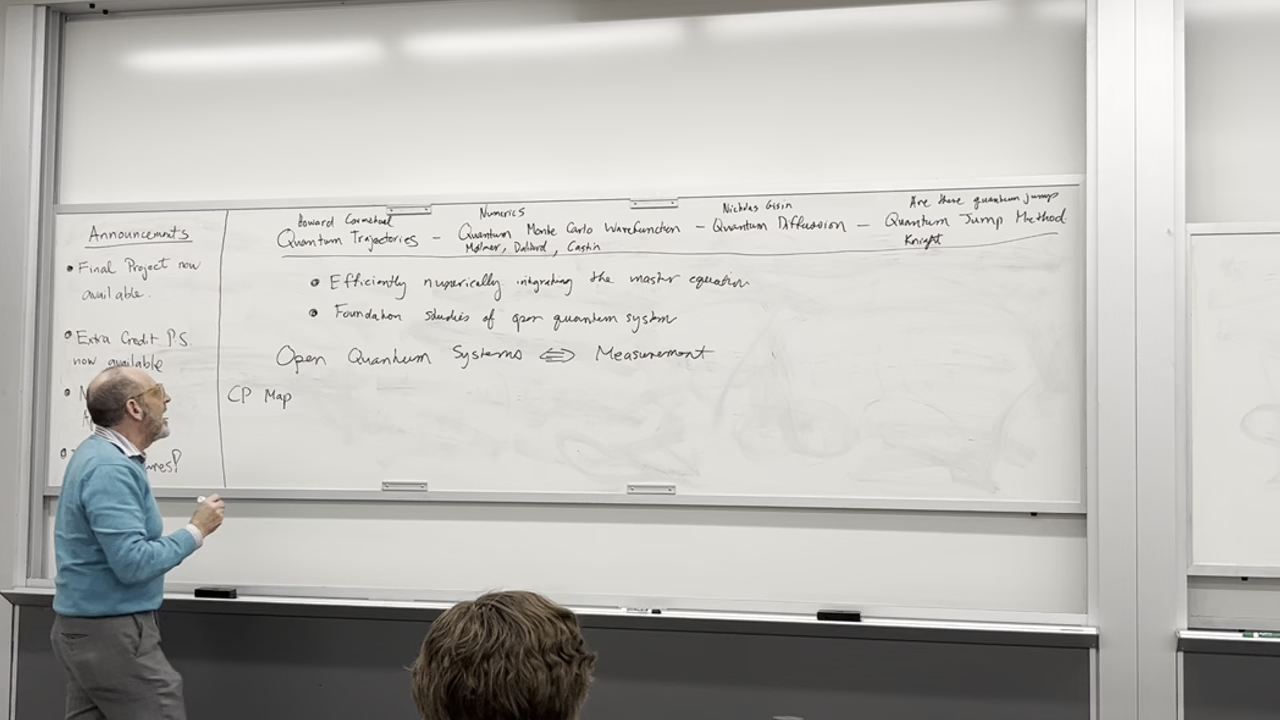 Announcements
• Final Project now
available.
• Extra Credit P.S.
now available
Howard Carmichael
Numerics
Nicholas Gisin
Are there quantum jump
Quantum Trajectories – Quantum Monte Carlo Wavefunction – Quantum Diffusion – Quantum Jump Method
Mølmer, Dalibard, Castin
Knight
• Efficiently numerically integrating the master equation
• Foundation studies of open quantum system
Open Quantum Systems ⟺ Measurement
CP Map